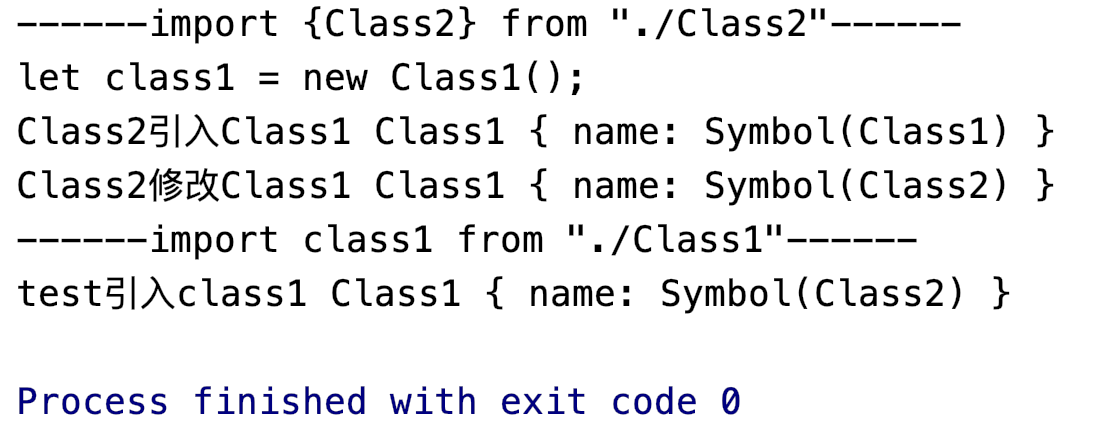 ------import {Class2} from "./Class2"------
let class1 = new Class1();
Class2引入Class1 Class1 { name: Symbol(Class1) }
Class2修改Class1 Class1 { name: Symbol(Class2) }
------import class1 from "./Class1"------
test引入class1 Class1 { name: Symbol(Class2) }
Process finished with exit code 0